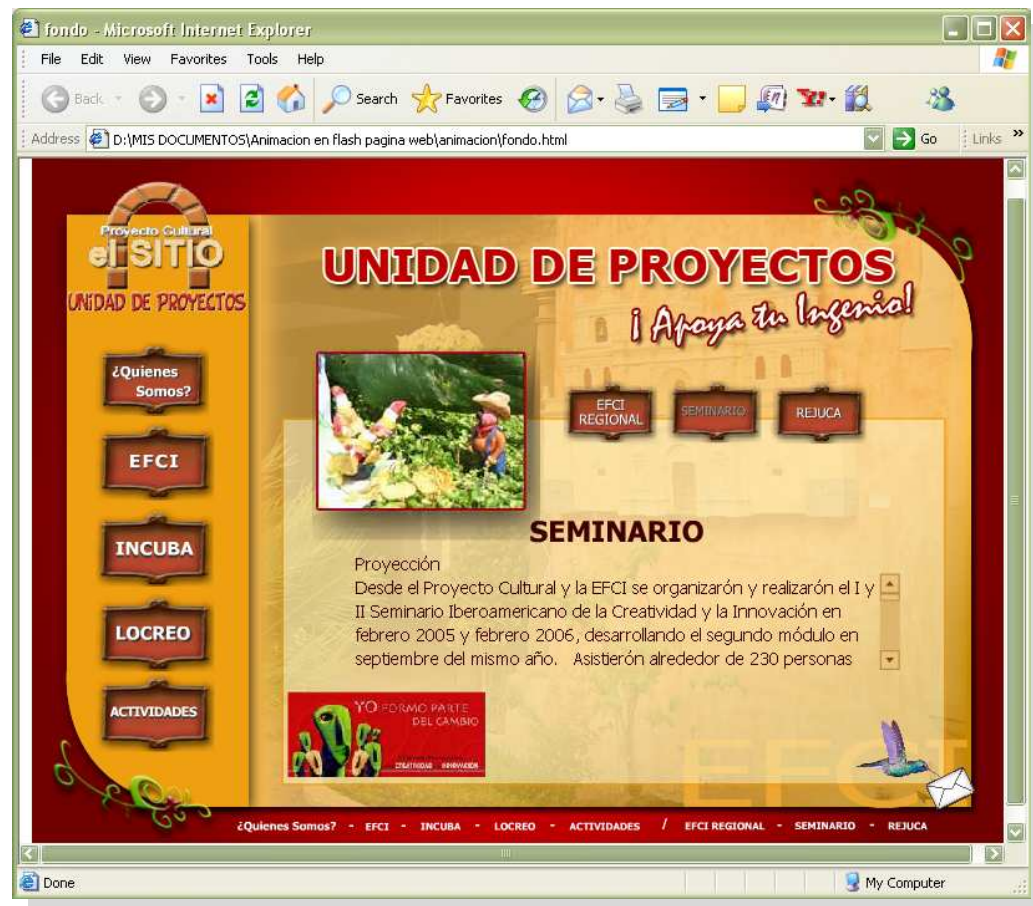 fondo - Microsoft Internet Explorer
File Edit View Favorites Tools Help
Back Search Favorites
Address D:\MIS DOCUMENTOS\Animacion en flash pagina web\animacion\fondo.html Go Links »
Proyecto Cultural
el SITIO
UNIDAD DE PROYECTOS
UNIDAD DE PROYECTOS
¡ Apoya tu Ingenio!
¿Quienes
Somos?
EFCI
INCUBA
LOCREO
ACTIVIDADES
EFCI
REGIONAL
SEMINARIO
REJUCA
SEMINARIO
Proyección
Desde el Proyecto Cultural y la EFCI se organizarón y realizarón el I y
II Seminario Iberoamericano de la Creatividad y la Innovación en
febrero 2005 y febrero 2006, desarrollando el segundo módulo en
septiembre del mismo año. Asistierón alrededor de 230 personas
YO FORMO PARTE
DEL CAMBIO
CREATIVIDAD INNOVACION
EFCI
¿Quienes Somos? - EFCI - INCUBA - LOCREO - ACTIVIDADES / EFCI REGIONAL - SEMINARIO - REJUCA
Done My Computer